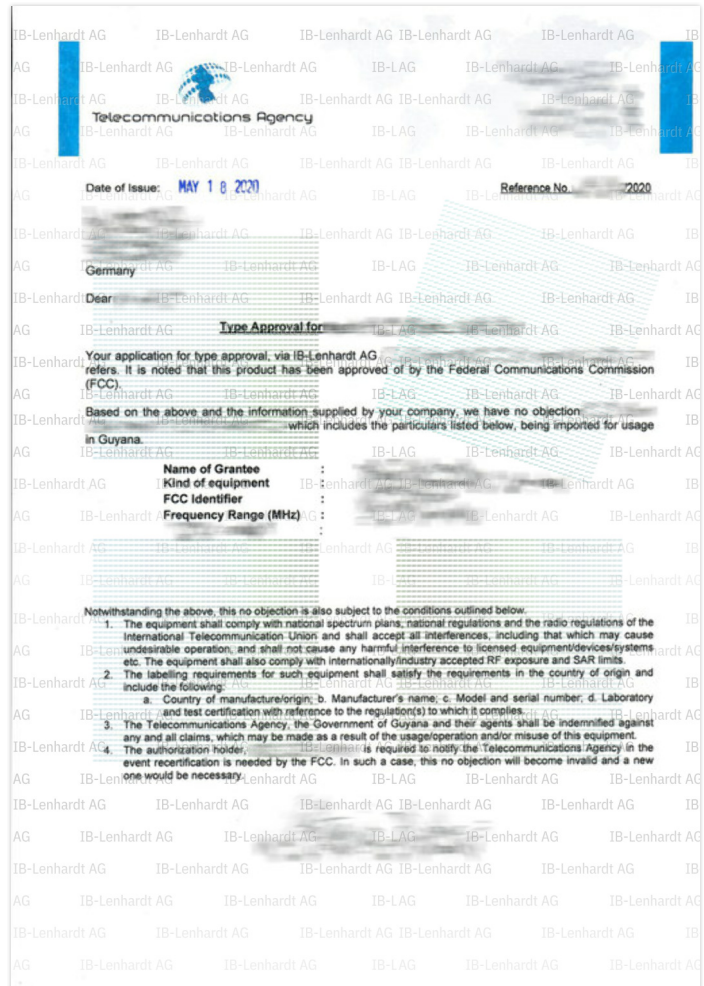 Telecommunications Agency
Date of Issue: MAY 18 2020 Reference No. /2020
Germany
Dear
Type Approval for
Your application for type approval, via IB-Lenhardt AG
refers. It is noted that this product has been approved of by the Federal Communications Commission
(FCC).
Based on the above and the information supplied by your company, we have no objection
which includes the particulars listed below, being imported for usage
in Guyana.
Name of Grantee :
Kind of equipment :
FCC Identifier :
Frequency Range (MHz) :
:
Notwithstanding the above, this no objection is also subject to the conditions outlined below.
1. The equipment shall comply with national spectrum plans, national regulations and the radio regulations of the
International Telecommunication Union and shall accept all interferences, including that which may cause
undesirable operation, and shall not cause any harmful interference to licensed equipment/devices/systems
etc. The equipment shall also comply with internationally/industry accepted RF exposure and SAR limits.
2. The labelling requirements for such equipment shall satisfy the requirements in the country of origin and
include the following:
a. Country of manufacture/origin; b. Manufacturer's name; c. Model and serial number; d. Laboratory
and test certification with reference to the regulation(s) to which it complies.
3. The Telecommunications Agency, the Government of Guyana and their agents shall be indemnified against
any and all claims, which may be made as a result of the usage/operation and/or misuse of this equipment.
4. The authorization holder, is required to notify the Telecommunications Agency in the
event recertification is needed by the FCC. In such a case, this no objection will become invalid and a new
one would be necessary.
IB-Lenhardt AG